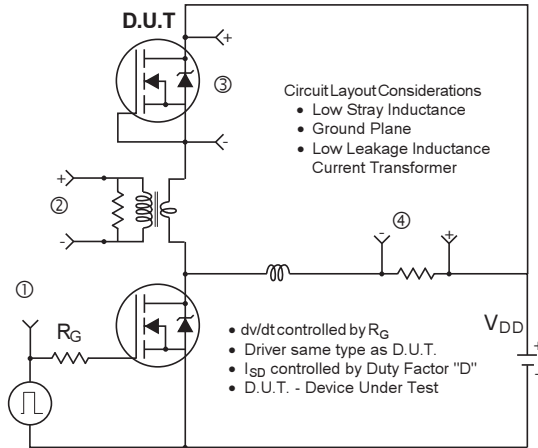 D.U.T
+
③
-
Circuit Layout Considerations
• Low Stray Inductance
• Ground Plane
• Low Leakage Inductance
Current Transformer
+
②
-
-
④
+
①
R_G
V_DD
+
-
• dv/dt controlled by R_G
• Driver same type as D.U.T.
• I_SD controlled by Duty Factor "D"
• D.U.T. - Device Under Test